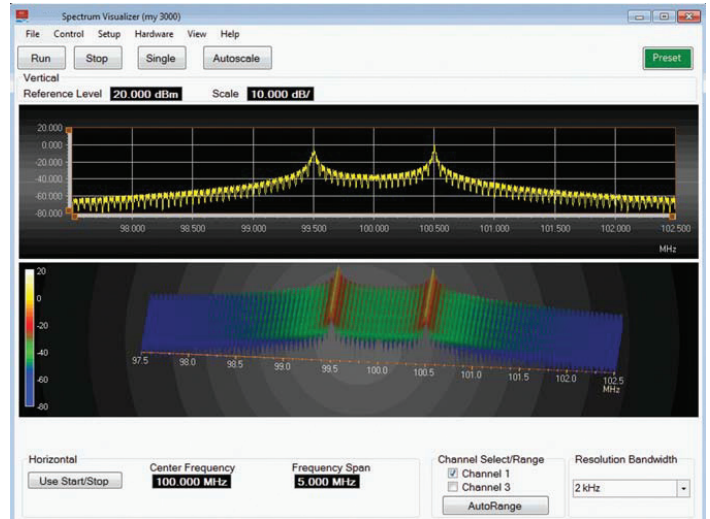 Spectrum Visualizer (my 3000)
File Control Setup Hardware View Help
Run Stop Single Autoscale Preset
Vertical
Reference Level 20.000 dBm Scale 10.000 dB/
20.000
0.000
-20.000
-40.000
-60.000
-80.000
98.000 98.500 99.000 99.500 100.000 100.500 101.000 101.500 102.000 102.500
MHz
20
0
-20
-40
-60
-80
97.5 98.0 98.5 99.0 99.5 100.0 100.5 101.0 101.5 102.0 102.5
MHz
Horizontal
Use Start/Stop
Center Frequency
100.000 MHz
Frequency Span
5.000 MHz
Channel Select/Range
Channel 1
Channel 3
AutoRange
Resolution Bandwidth
2 kHz